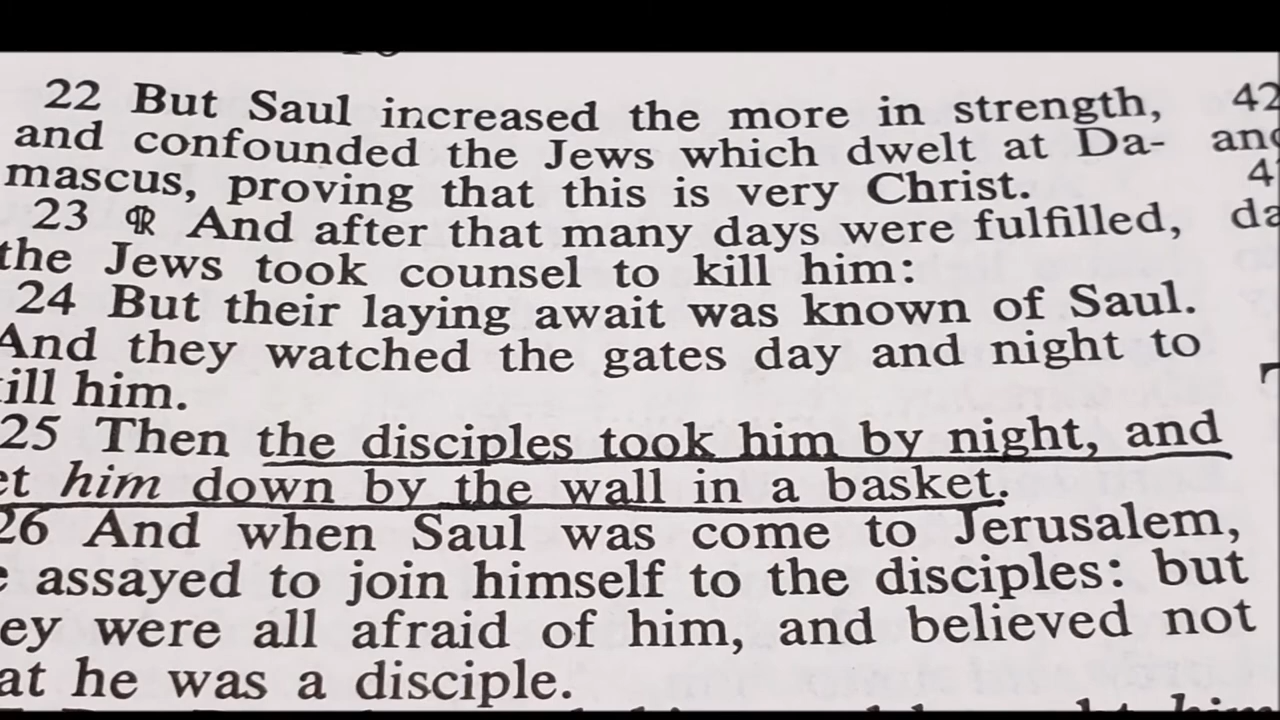 22 But Saul increased the more in strength,
and confounded the Jews which dwelt at Da-
mascus, proving that this is very Christ.
23 ¶ And after that many days were fulfilled,
the Jews took counsel to kill him:
24 But their laying await was known of Saul.
And they watched the gates day and night to
ill him.
25 Then the disciples took him by night, and
et him down by the wall in a basket.
26 And when Saul was come to Jerusalem,
e assayed to join himself to the disciples: but
ey were all afraid of him, and believed not
at he was a disciple.
42
and
4
da